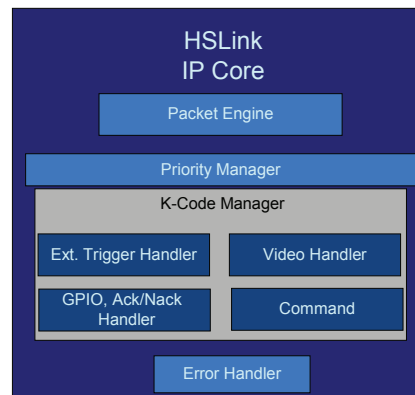 HSLink
IP Core
Packet Engine
Priority Manager
K-Code Manager
Ext. Trigger Handler
Video Handler
GPIO, Ack/Nack
Handler
Command
Error Handler